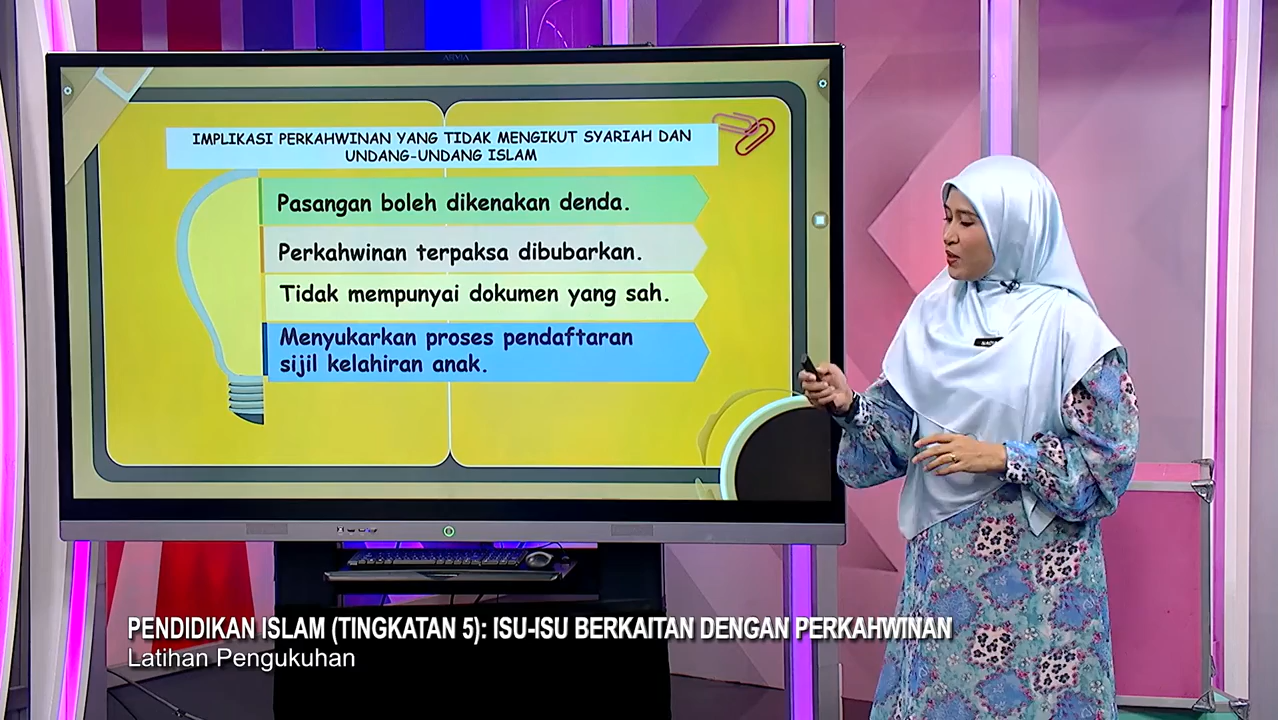 IMPLIKASI PERKAHWINAN YANG TIDAK MENGIKUT SYARIAH DAN
UNDANG-UNDANG ISLAM
Pasangan boleh dikenakan denda.
Perkahwinan terpaksa dibubarkan.
Tidak mempunyai dokumen yang sah.
Menyukarkan proses pendaftaran
sijil kelahiran anak.
PENDIDIKAN ISLAM (TINGKATAN 5): ISU-ISU BERKAITAN DENGAN PERKAHWINAN
Latihan Pengukuhan